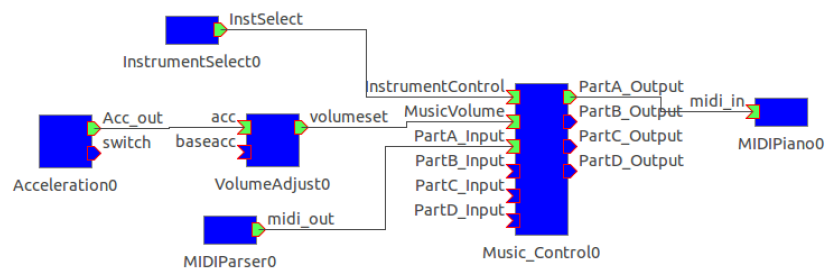 InstSelect
InstrumentSelect0
InstrumentControl
PartA_Output
Acc_out
acc
volumeset
MusicVolume
PartB_Output
midi_in
switch
baseacc
PartA_Input
PartC_Output
MIDIPiano0
PartB_Input
PartD_Output
Acceleration0
VolumeAdjust0
PartC_Input
midi_out
PartD_Input
MIDIParser0
Music_Control0